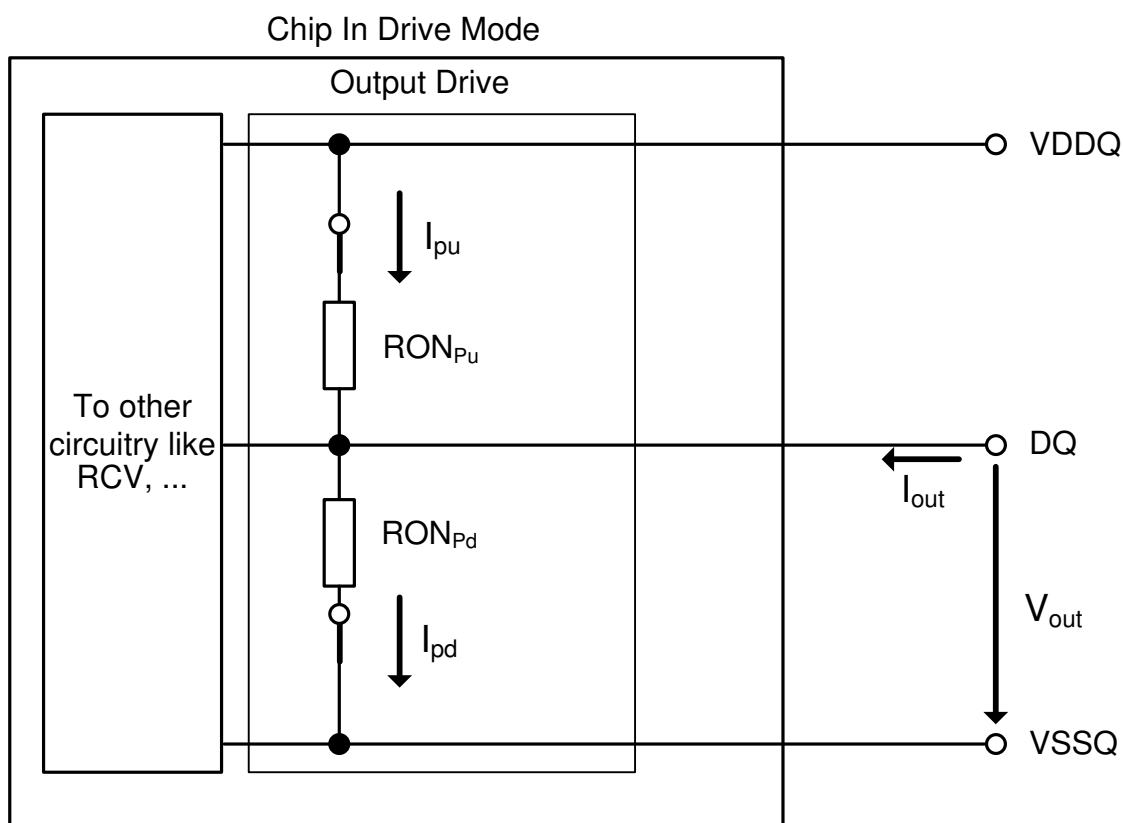 Chip In Drive Mode
Output Drive
VDDQ
Ipu
RONPu
To other
circuitry like
RCV, ...
DQ
Iout
RONPd
Vout
Ipd
VSSQ